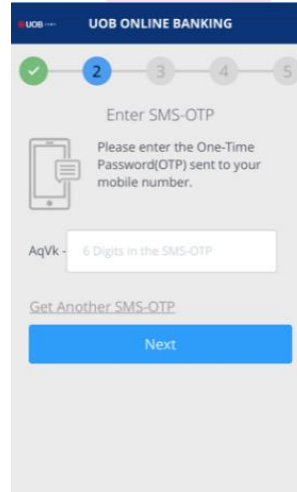 UOB
UOB ONLINE BANKING
2
3
4
5
Enter SMS-OTP
Please enter the One-Time
Password(OTP) sent to your
mobile number.
AqVk - 6 Digits in the SMS-OTP
Get Another SMS-OTP
Next